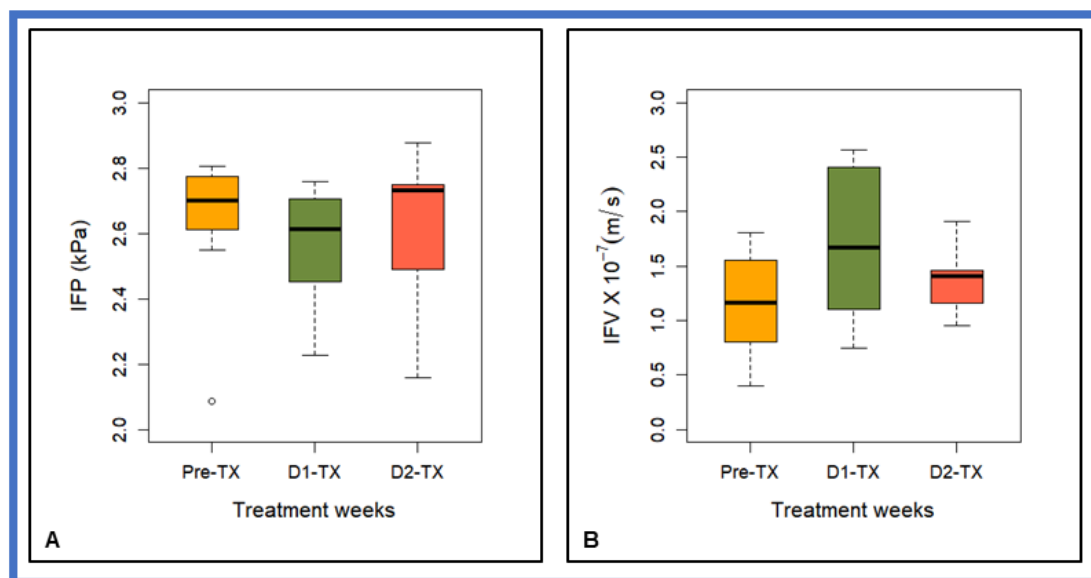 3.0
2.8
2.6
2.4
2.2
2.0
IFP (kPa)
Pre-TX D1-TX D2-TX
Treatment weeks
A
3.0
2.5
2.0
1.5
1.0
0.5
0.0
IFV X 10⁻⁷(m/s)
Pre-TX D1-TX D2-TX
Treatment weeks
B